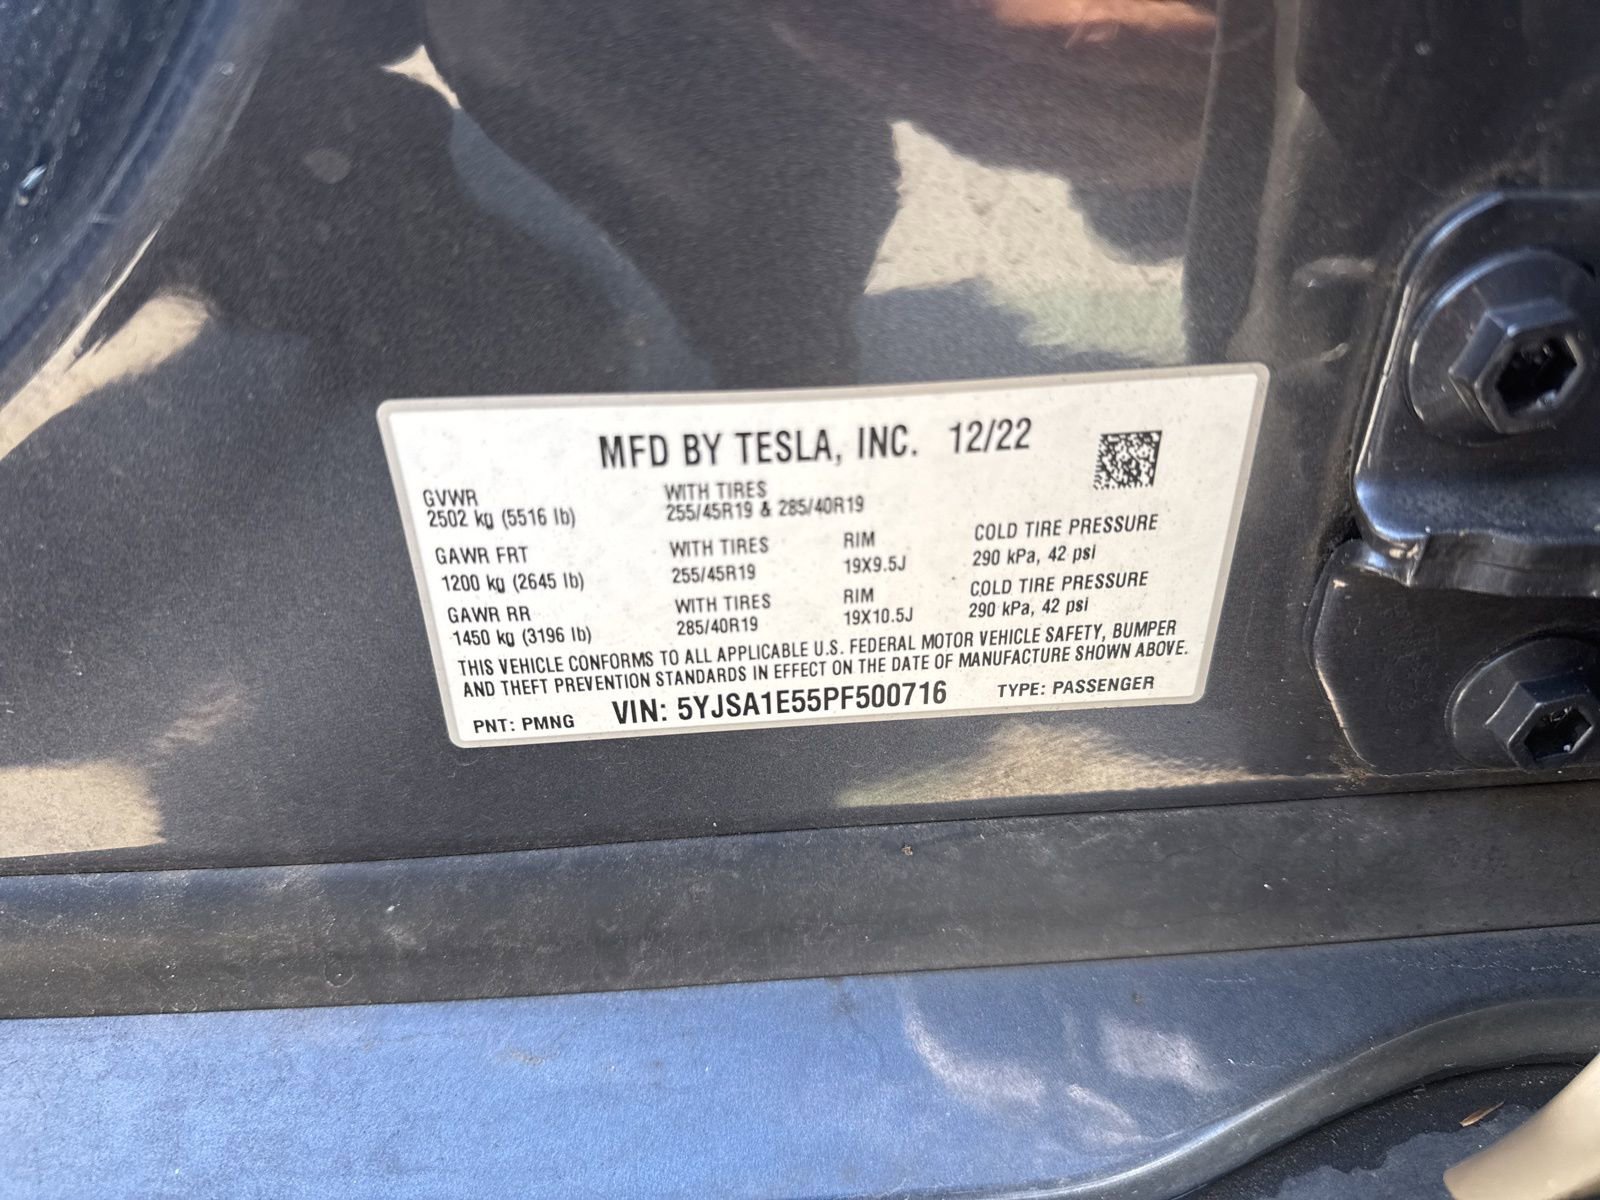 MFD BY TESLA, INC. 12/22
GVWR
2502 kg (5516 lb)
WITH TIRES
255/45R19 & 285/40R19
GAWR FRT
1200 kg (2645 lb)
WITH TIRES
255/45R19
RIM
19X9.5J
COLD TIRE PRESSURE
290 kPa, 42 psi
GAWR RR
1450 kg (3196 lb)
WITH TIRES
285/40R19
RIM
19X10.5J
COLD TIRE PRESSURE
290 kPa, 42 psi
THIS VEHICLE CONFORMS TO ALL APPLICABLE U.S. FEDERAL MOTOR VEHICLE SAFETY, BUMPER
AND THEFT PREVENTION STANDARDS IN EFFECT ON THE DATE OF MANUFACTURE SHOWN ABOVE.
PNT: PMNG VIN: 5YJSA1E55PF500716 TYPE: PASSENGER